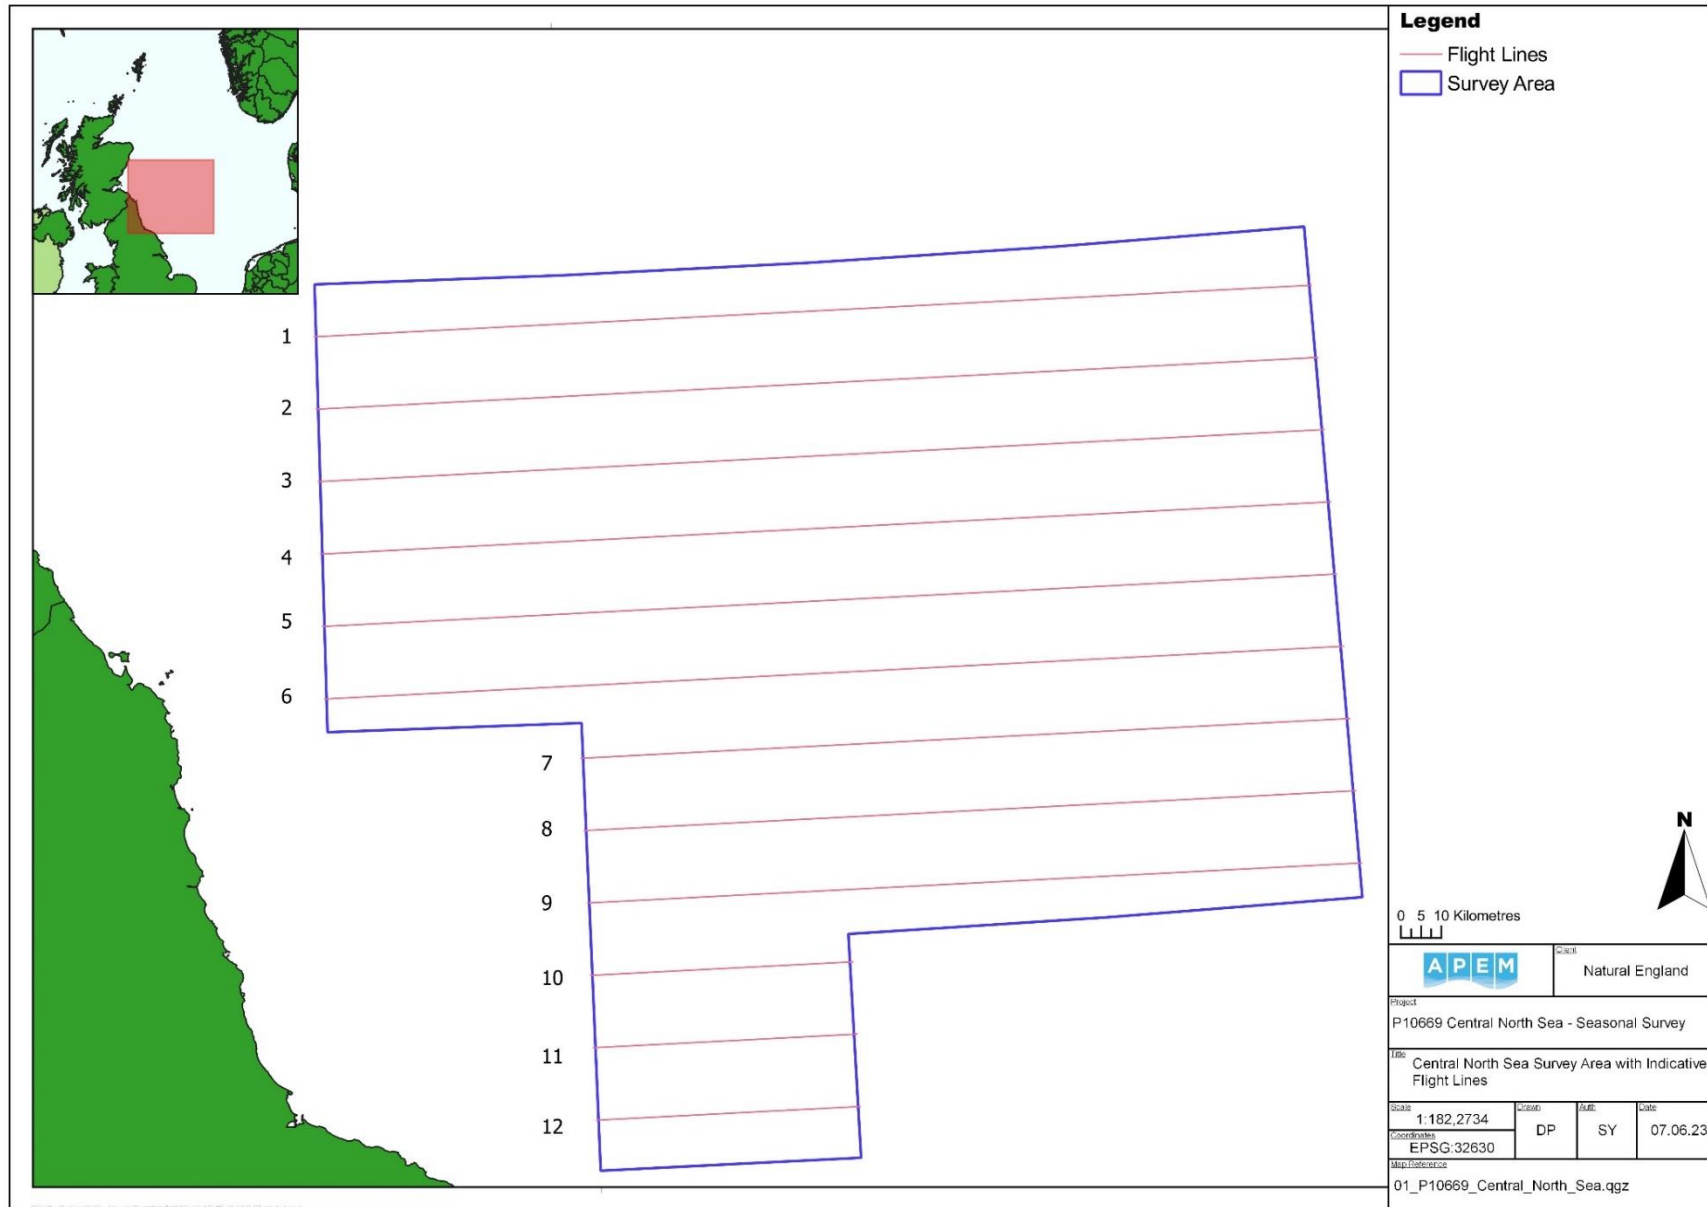 Legend
Flight Lines
Survey Area
1
2
3
4
5
6
7
8
9
10
11
12
N
0 5 10 Kilometres
APEM
Client
Natural England
Project
P10669 Central North Sea - Seasonal Survey
Title
Central North Sea Survey Area with Indicative
Flight Lines
Scale
1:182,2734
Drawn
DP
Auth
SY
Date
07.06.23
Coordinates
EPSG:32630
Map Reference
01_P10669_Central_North_Sea.qgz